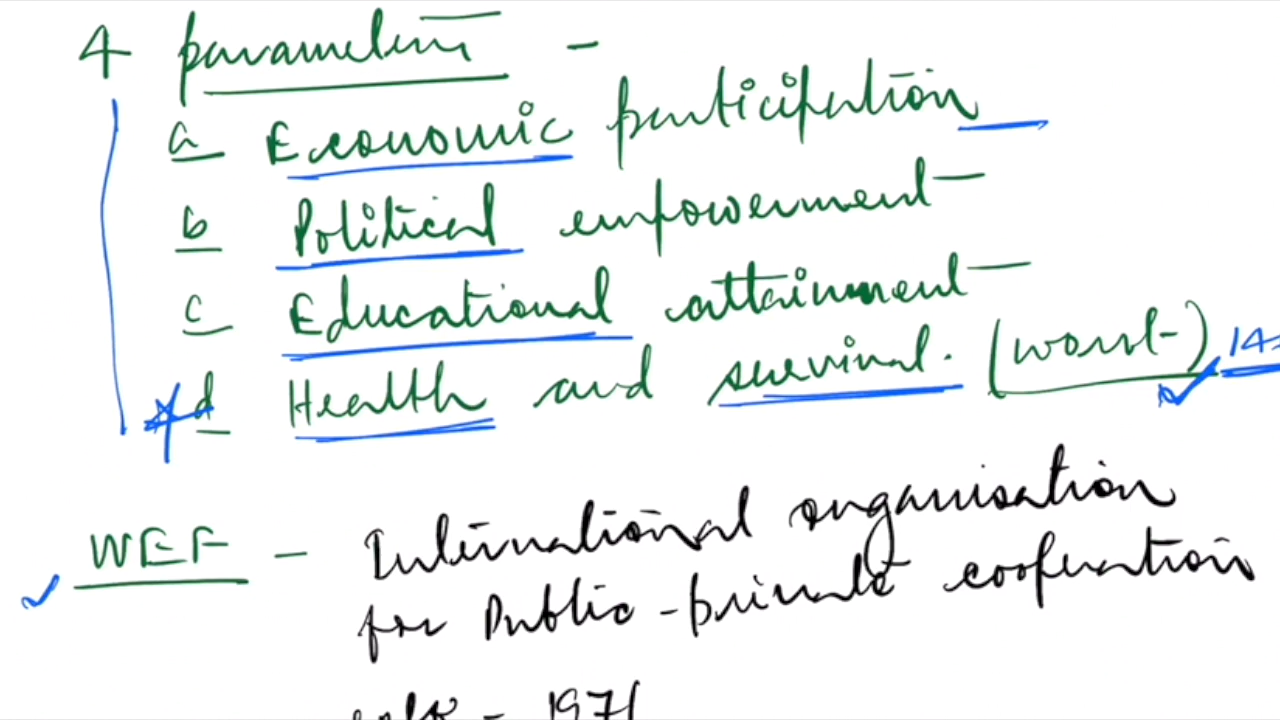 4 parameters -
a Economic participation
b Political empowerment -
c Educational attainment -
d Health and survival. (worst)
WEF - International organisation
for Public-private cooperation
- 1971